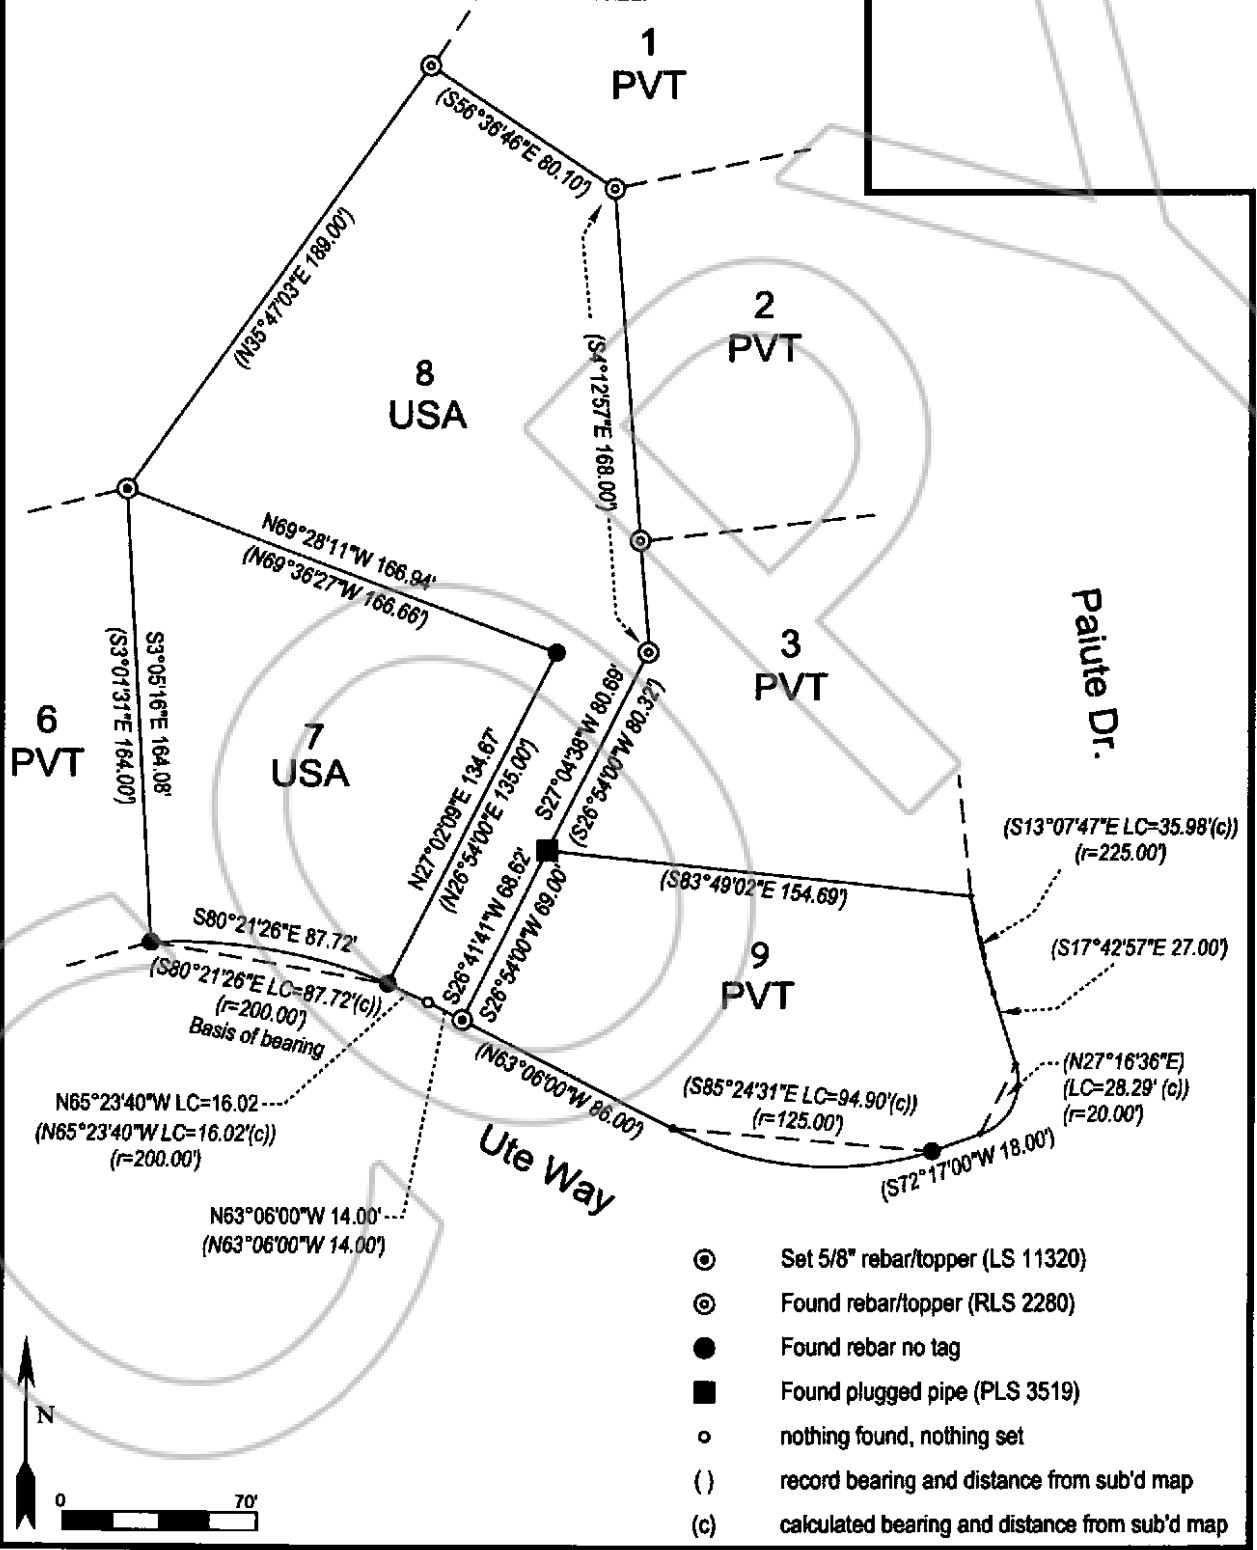 1
PVT
(S56°36'46"E 80.10')
(N35°47'03"E 189.00')
2
PVT
8
USA
(S4°12'57"E 168.00')
N69°28'11"W 166.94'
(N69°36'27"W 166.66')
Paiute Dr.
3
PVT
S3°05'16"E 164.08'
(S3°01'31"E 164.00')
6
PVT
7
USA
S27°04'38"W 80.69'
(S26°54'00"W 80.32')
N27°02'09"E 134.67'
(N26°54'00"E 135.00')
(S13°07'47"E LC=35.98'(c))
(r=225.00')
(S83°49'02"E 154.69')
S26°41'41"W 68.62'
S26°54'00"W 69.00'
S80°21'26"E 87.72'
(S80°21'26"E LC=87.72'(c))
(r=200.00')
Basis of bearing
(S17°42'57"E 27.00')
9
PVT
(N63°06'00"W 86.00')
(S85°24'31"E LC=94.90'(c))
(r=125.00')
(N27°16'36"E)
(LC=28.29' (c))
(r=20.00')
N65°23'40"W LC=16.02
(N65°23'40"W LC=16.02'(c))
(r=200.00')
(S72°17'00"W 18.00')
Ute Way
N63°06'00"W 14.00'
(N63°06'00"W 14.00')
Set 5/8" rebar/topper (LS 11320)
Found rebar/topper (RLS 2280)
Found rebar no tag
Found plugged pipe (PLS 3519)
nothing found, nothing set
( ) record bearing and distance from sub'd map
(c) calculated bearing and distance from sub'd map
N
0 70'
COPY